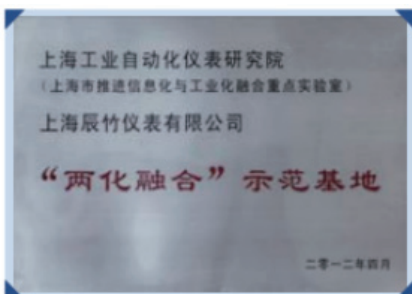 上海工业自动化仪表研究院
（上海市推进信息化与工业化融合重点实验室）
上海辰竹仪表有限公司
“两化融合”示范基地
二零一二年四月